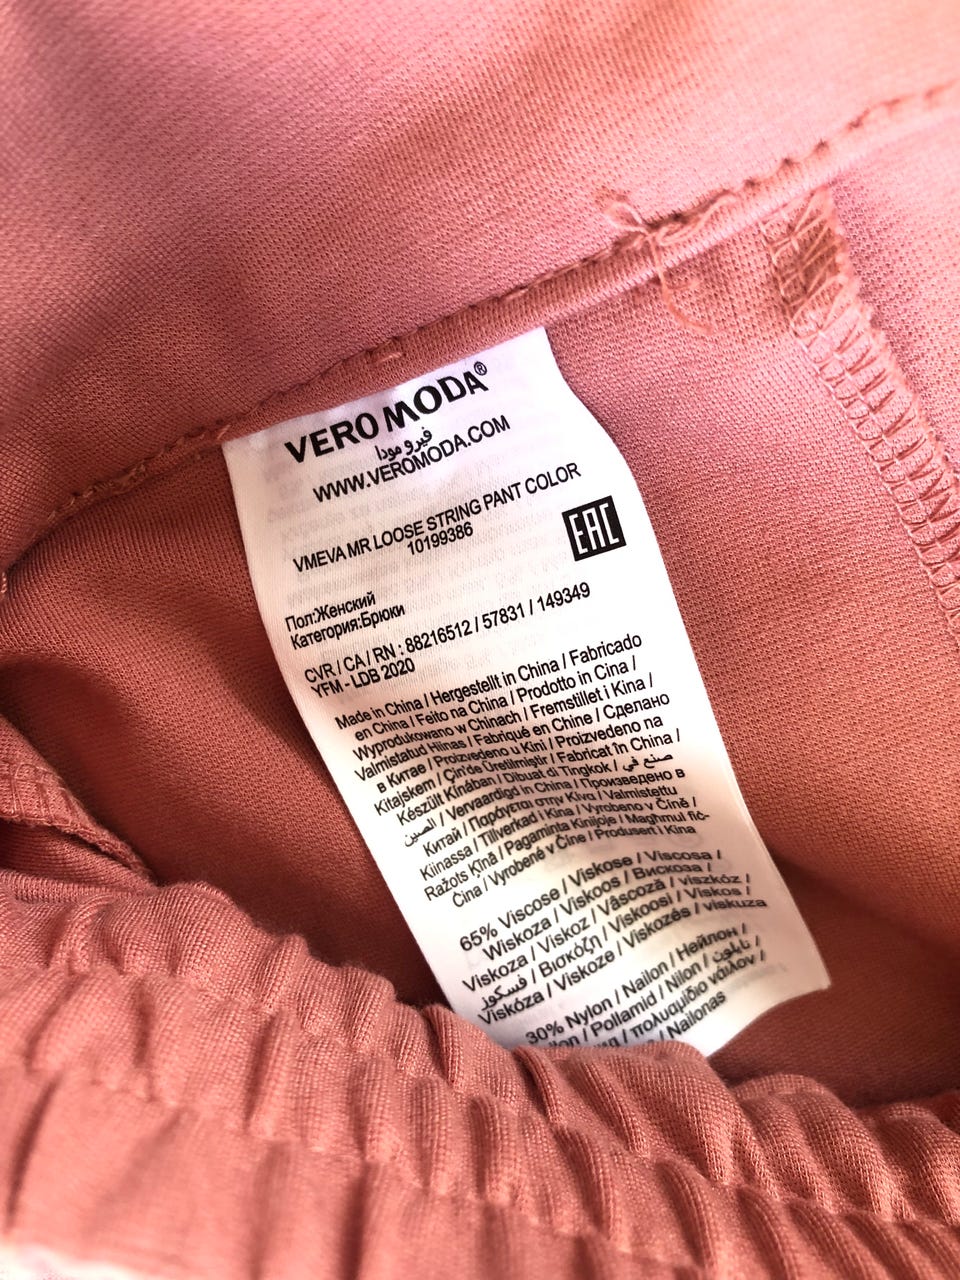 VERO MODA®
فيرو مودا
WWW.VEROMODA.COM
VMEVA MR LOOSE STRING PANT COLOR
10199386
EAC
Пол:Женский
Категория:Брюки
CVR / CA / RN : 88216512 / 57831 / 149349
YFM - LDB 2020
Made in China / Hergestellt in China / Fabricado
en China / Feito na China / Prodotto in Cina /
Wyprodukowano w Chinach / Fremstillet i Kina /
Valmistatud Hiinas / Fabriqué en Chine / Сделано
в Китае / Proizvedeno u Kini / Proizvedeno na
Kitajskem / Çin'de Üretilmiştir / Fabricat în China /
Készült Kínában / Dibuat di Tingkok / صنع في
الصين / Vervaardigd in China / Произведено в
Китай / Παράγεται στην Κίνα / Valmistettu
Kiinassa / Tillverkad i Kina / Vyrobeno v Číně /
Ražots Ķīnā / Pagaminta Kinijoje / Magħmul fiċ-
Ċina / Vyrobené v Číne / Produsert i Kina
65% Viscose / Viskose / Viscosa /
Wiskoza / Viskoos / Вискоза /
Viskoza / Viskoz / Vâscoză / viszkóz /
فسكوز / Βισκόζη / Viskoosi / Viskos /
Viskóza / Viskoze / Viskozės / viskuza
30% Nylon / Nailon / Нейлон /
/ Poliamid / Nilon / نايلون /
/ πολυαμίδιο νάιλον /
/ Nailonas